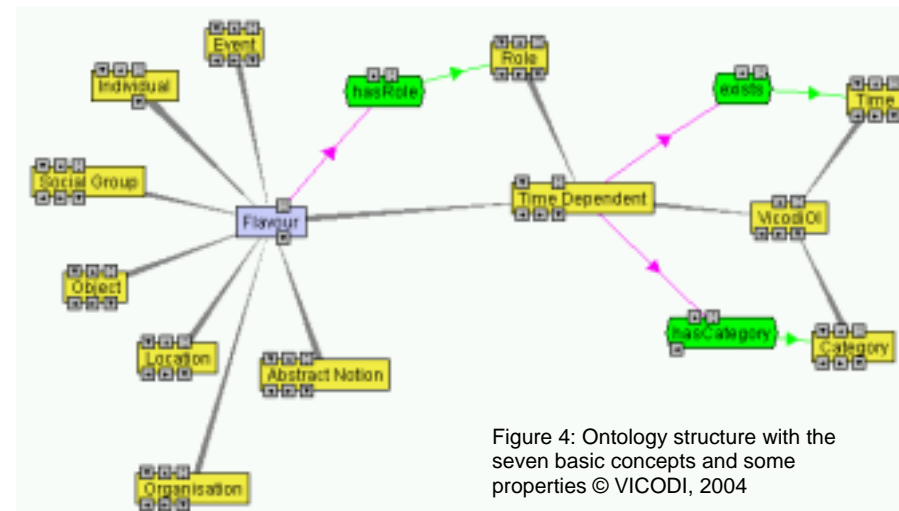 Event
Role
Individual
hasRole
exists
Time
Social Group
Time Dependent
Flavour
VicodiOI
Object
hasCategory
Location
Category
Abstract Notion
Figure 4: Ontology structure with the
seven basic concepts and some
properties © VICODI, 2004
Organisation